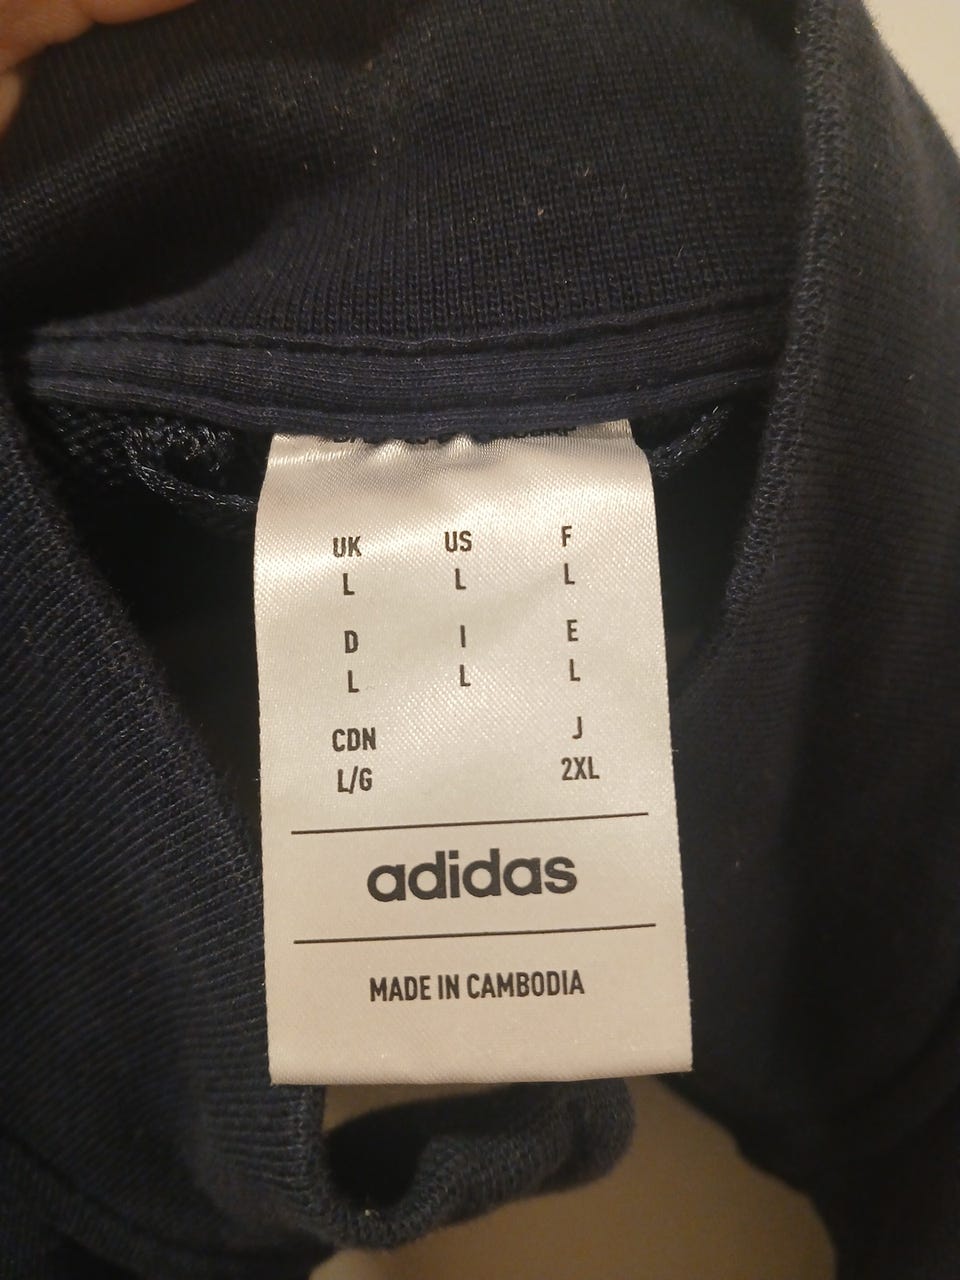 UK US F
L L L
D I E
L L L
CDN J
L/G 2XL
adidas
MADE IN CAMBODIA